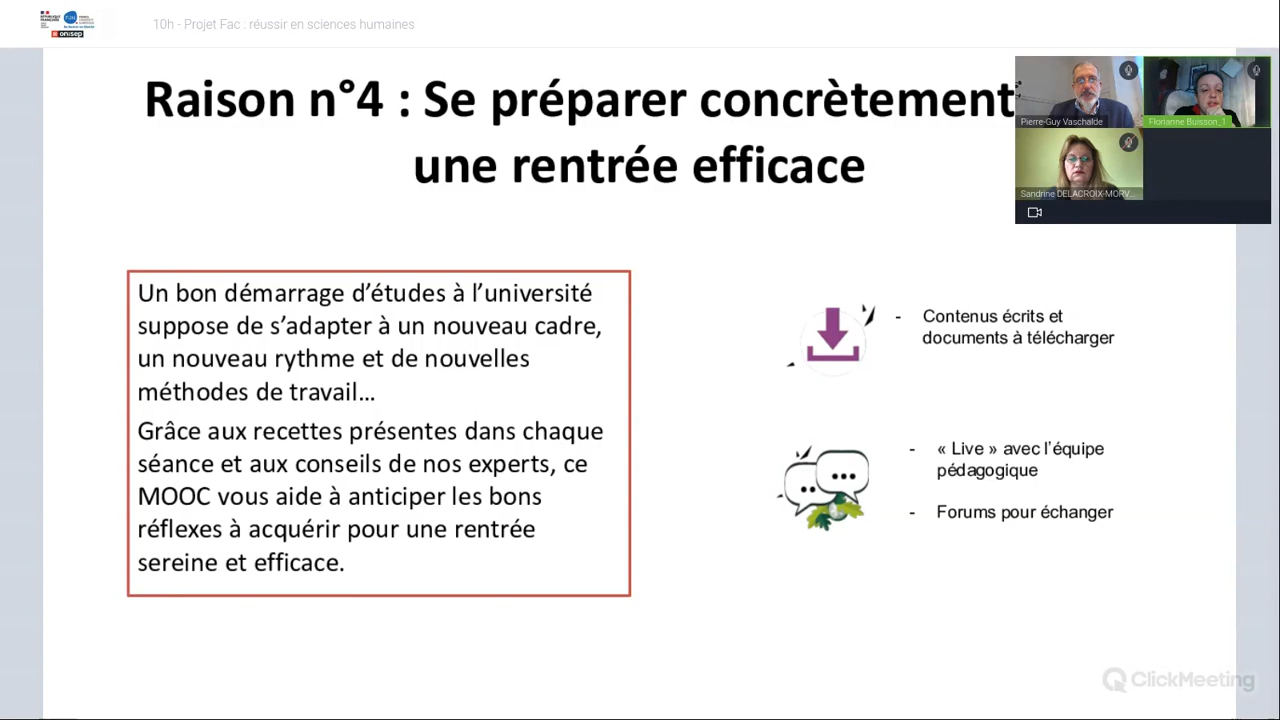 10h - Projet Fac : réussir en sciences humaines
onisep
Raison n°4 : Se préparer concrètement
une rentrée efficace
Pierre-Guy Vaschalde
Florianne Buisson_1
Sandrine DELACROIX-MORV...
Un bon démarrage d'études à l'université
suppose de s'adapter à un nouveau cadre,
un nouveau rythme et de nouvelles
méthodes de travail...
Grâce aux recettes présentes dans chaque
séance et aux conseils de nos experts, ce
MOOC vous aide à anticiper les bons
réflexes à acquérir pour une rentrée
sereine et efficace.
- Contenus écrits et
documents à télécharger
- « Live » avec l'équipe
pédagogique
- Forums pour échanger
ClickMeeting